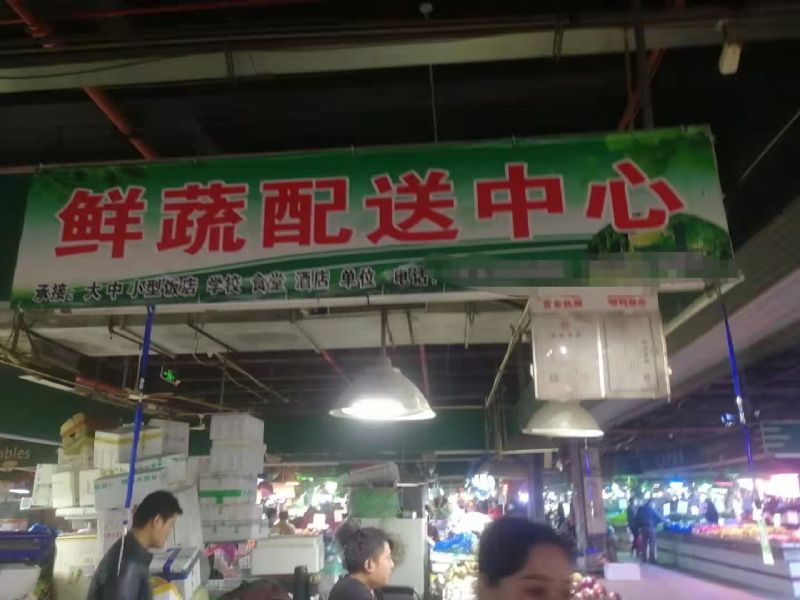 鲜蔬配送中心
承接：大中小型饭店 学校 食堂 酒店 单位 电话：
ables